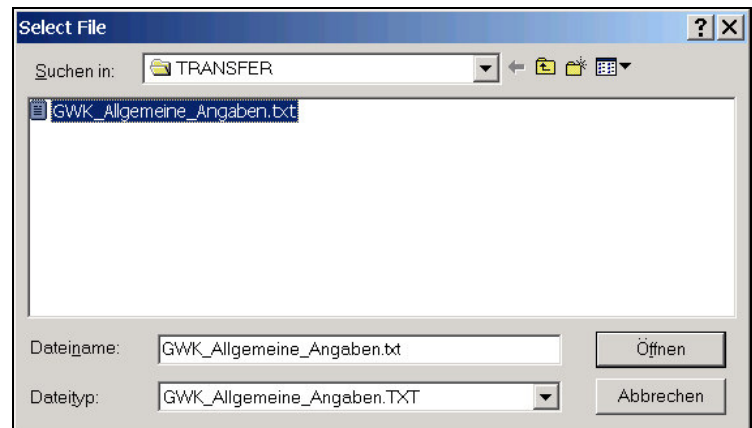 Select File
Suchen in: TRANSFER
GWK_Allgemeine_Angaben.txt
Dateiname: GWK_Allgemeine_Angaben.txt Öffnen
Dateityp: GWK_Allgemeine_Angaben.TXT Abbrechen